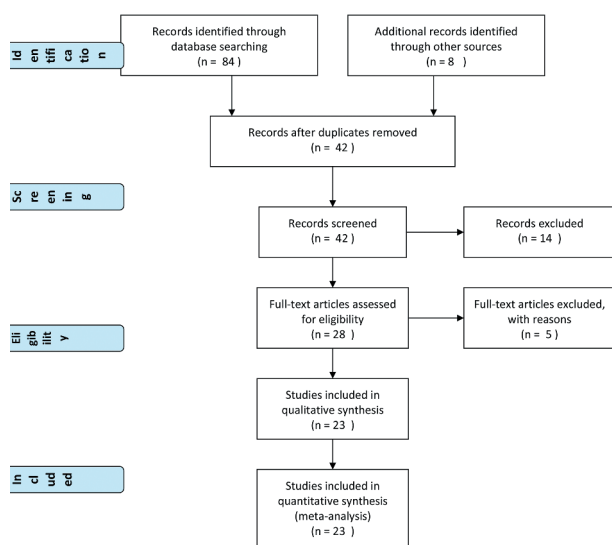 Id
en
tifi
ca
tio
n
Records identified through
database searching
(n = 84)
Additional records identified
through other sources
(n = 8 )
Records after duplicates removed
(n = 42 )
Sc
re
en
in
g
Records screened
(n = 42 )
Records excluded
(n = 14 )
Full-text articles assessed
for eligibility
(n = 28 )
Full-text articles excluded,
with reasons
(n = 5 )
Eli
gib
ilit
y
Studies included in
qualitative synthesis
(n = 23 )
In
cl
ud
ed
Studies included in
quantitative synthesis
(meta-analysis)
(n = 23 )